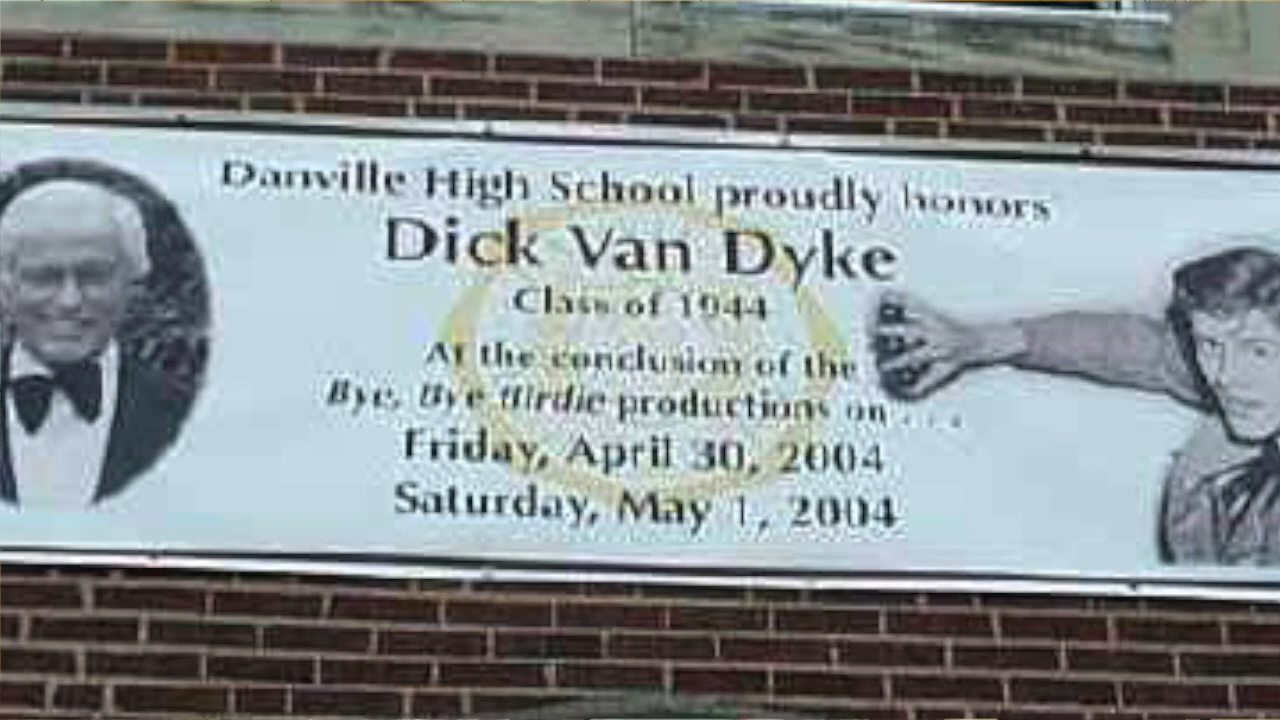 Danville High School proudly honors
Dick Van Dyke
Class of 1944
At the conclusion of the
Bye, Bye Birdie productions on . . .
Friday, April 30, 2004
Saturday, May 1, 2004